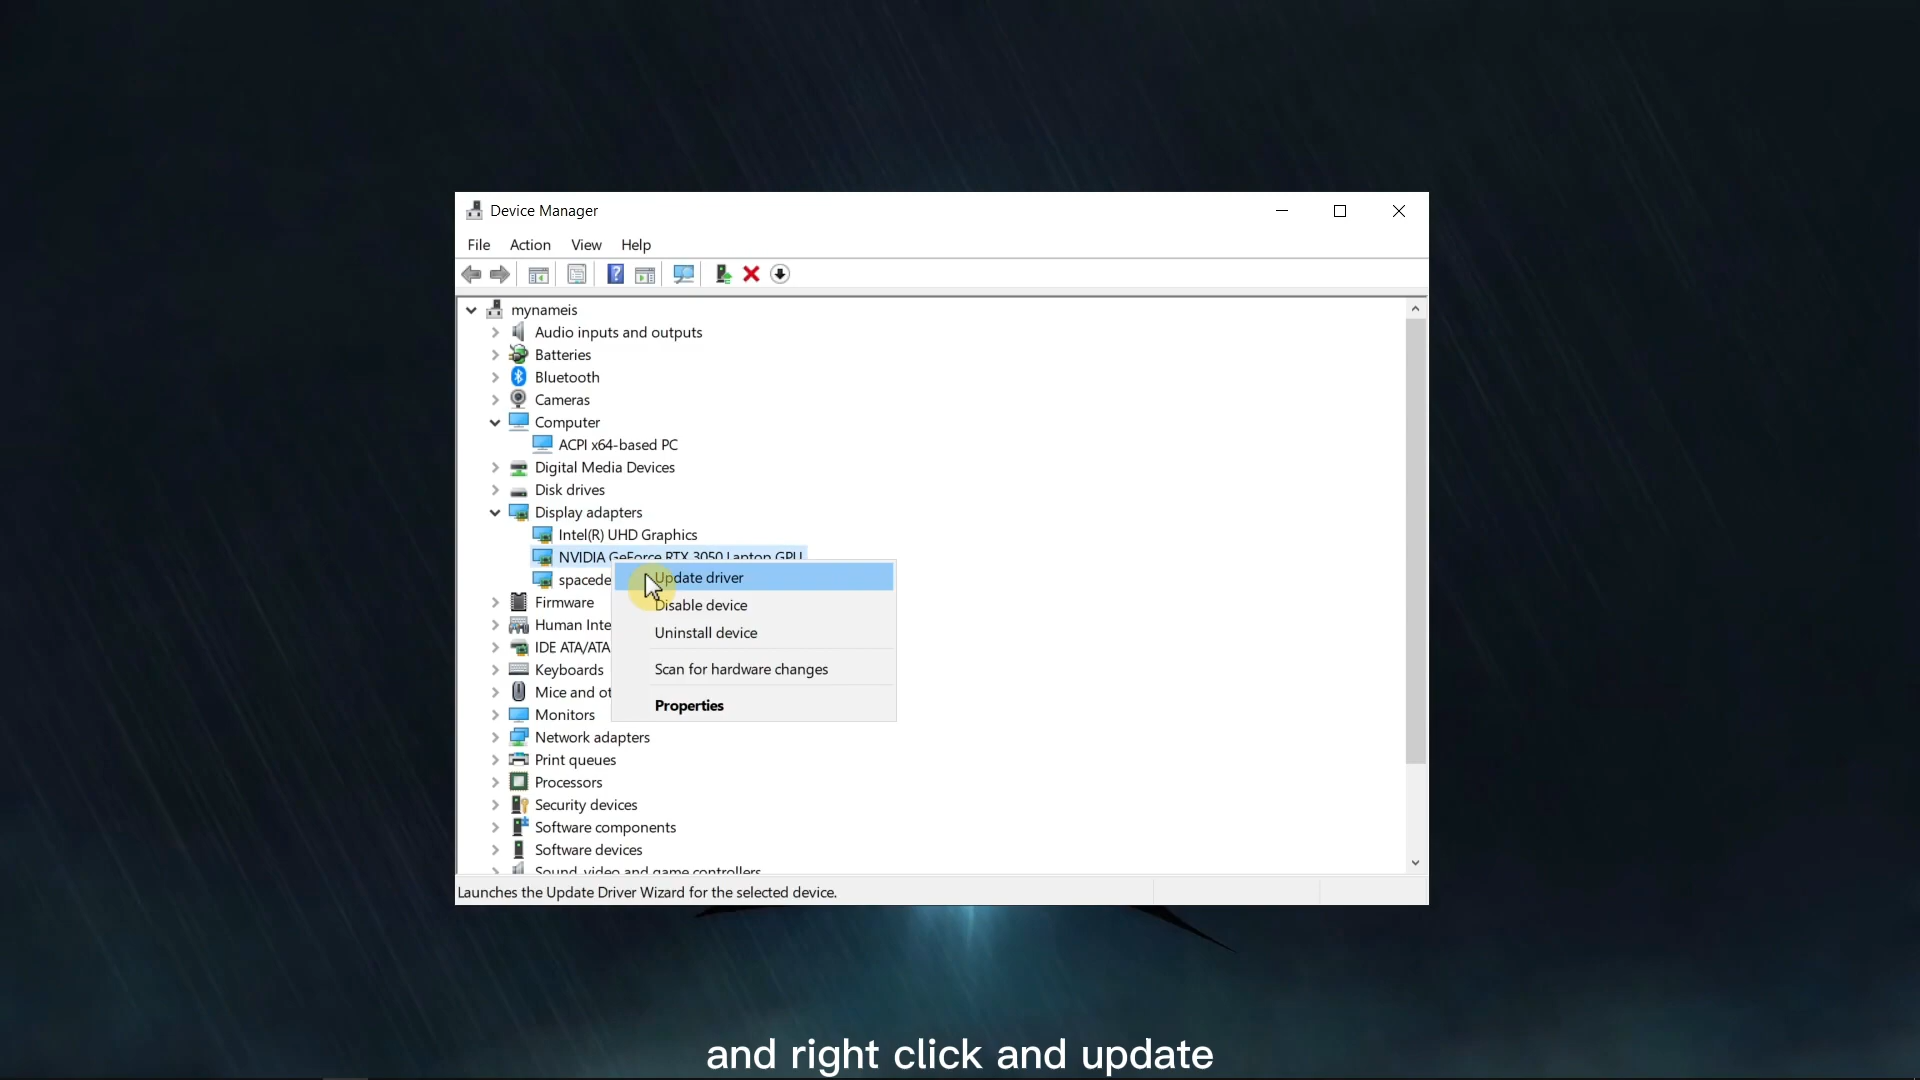 Device Manager
File Action View Help
mynameis
Audio inputs and outputs
Batteries
Bluetooth
Cameras
Computer
ACPI x64-based PC
Digital Media Devices
Disk drives
Display adapters
Intel(R) UHD Graphics
NVIDIA GeForce RTX 3050 Laptop GPU
spacede
Update driver
Disable device
Uninstall device
Scan for hardware changes
Properties
Firmware
Human Inte
IDE ATA/ATA
Keyboards
Mice and ot
Monitors
Network adapters
Print queues
Processors
Security devices
Software components
Software devices
Sound, video and game controllers
Launches the Update Driver Wizard for the selected device.
and right click and update